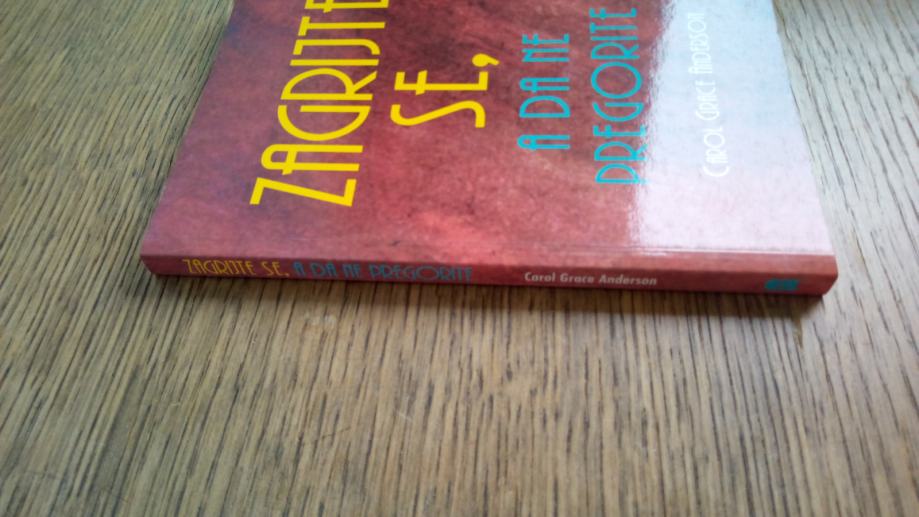 ZAGRIJTE
SE,
A DA NE
PREGORITE
CAROL GRACE ANDERSON
ZAGRIJTE SE, A DA NE PREGORITE Carol Grace Anderson